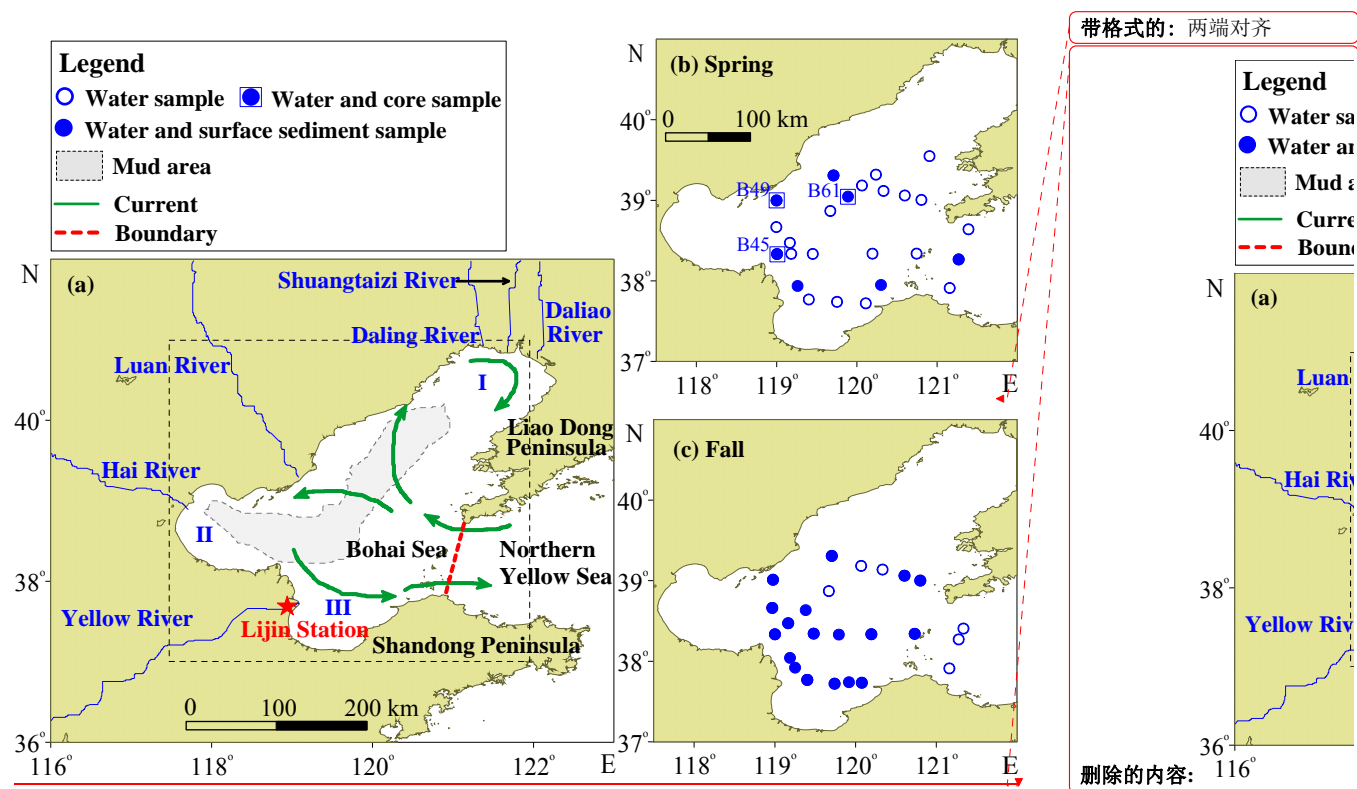 Legend
Water sample
Water and core sample
Water and surface sediment sample
Mud area
Current
Boundary
N
(a)
Shuangtaizi River
Daliao
River
Daling River
Luan River
I
40°
Liao Dong
Peninsula
Hai River
II
Bohai Sea
Northern
Yellow Sea
38°
III
Yellow River
Lijin Station
Shandong Peninsula
0 100 200 km
36°
116° 118° 120° 122° E
N
(b) Spring
40°
0 100 km
B49
B61
39°
B45
38°
37°
118° 119° 120° 121° E
N
(c) Fall
40°
39°
38°
37°
118° 119° 120° 121° E
带格式的: 两端对齐
Legend
Water sa
Water an
Mud a
Curre
Bound
N
(a)
Luan
40°
Hai Riv
38°
Yellow Riv
36°
删除的内容:
116°